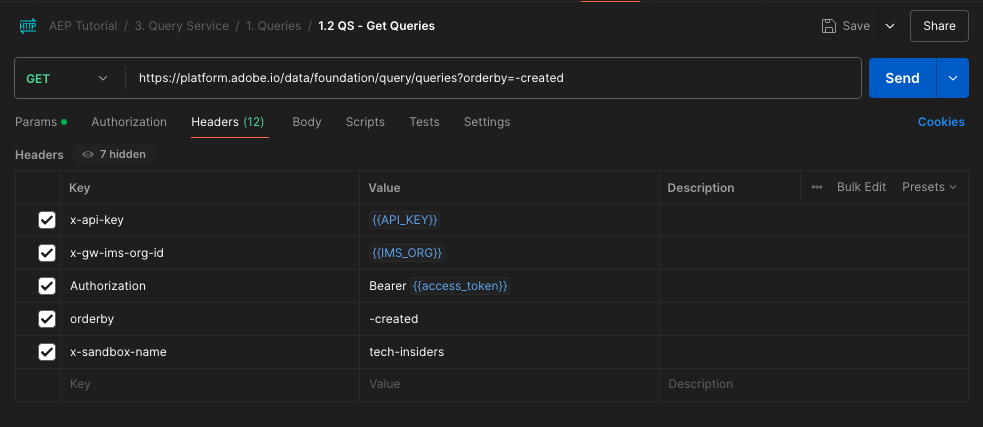 HTTP AEP Tutorial / 3. Query Service / 1. Queries / 1.2 QS - Get Queries Save Share
GET https://platform.adobe.io/data/foundation/query/queries?orderby=-created Send
Params Authorization Headers (12) Body Scripts Tests Settings Cookies
Headers 7 hidden
Key Value Description Bulk Edit Presets
x-api-key {{API_KEY}}
x-gw-ims-org-id {{IMS_ORG}}
Authorization Bearer {{access_token}}
orderby -created
x-sandbox-name tech-insiders
Key Value Description